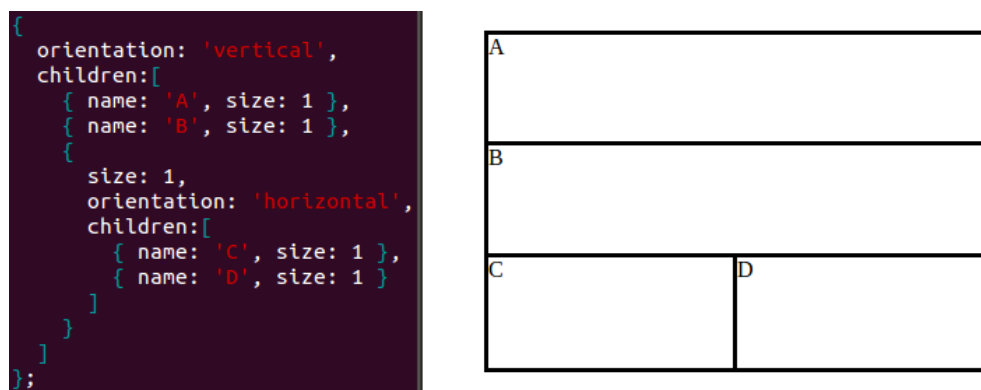 {
  orientation: 'vertical',
  children:[
    { name: 'A', size: 1 },
    { name: 'B', size: 1 },
    {
      size: 1,
      orientation: 'horizontal',
      children:[
        { name: 'C', size: 1 },
        { name: 'D', size: 1 }
      ]
    }
  ]
};
A
B
C
D